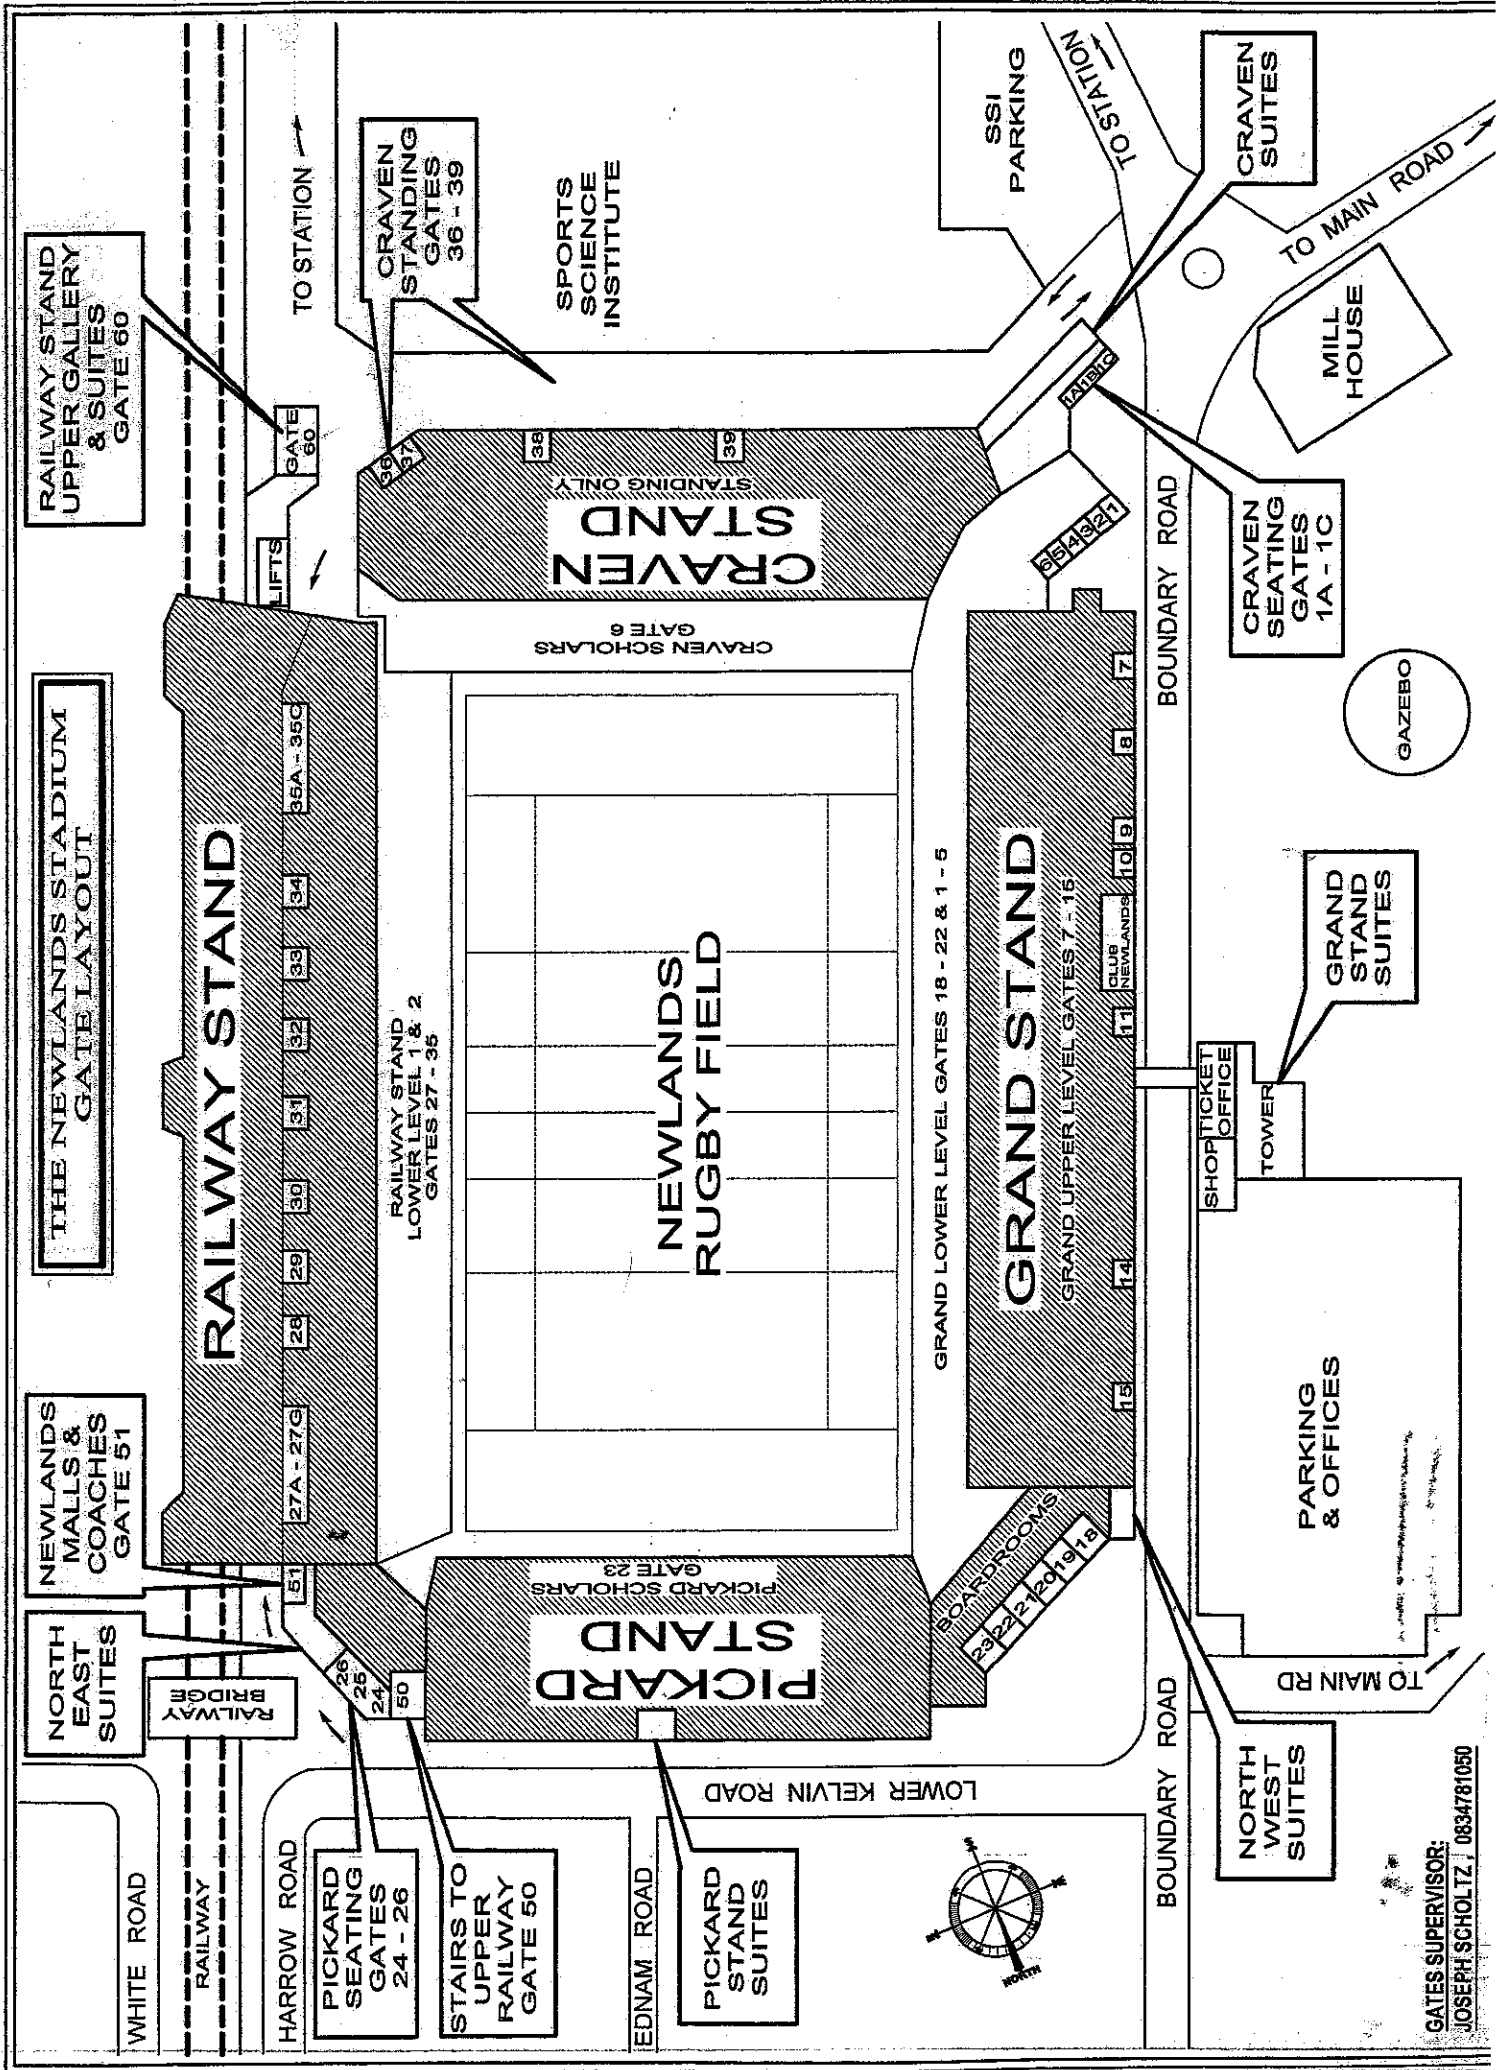 THE NEWLANDS STADIUM
GATE LAYOUT
WHITE ROAD
RAILWAY
HARROW ROAD
RAILWAY
BRIDGE
NORTH
EAST
SUITES
NEWLANDS
MALLS &
COACHES
GATE 51
RAILWAY STAND
UPPER GALLERY
& SUITES
GATE 60
TO STATION
GATE
60
LIFTS
RAILWAY STAND
51
27A - 27G
28
29
30
31
32
33
34
35A - 35C
RAILWAY STAND
LOWER LEVEL 1 & 2
GATES 27 - 35
PICKARD
SEATING
GATES
24 - 26
26
25
24
50
STAIRS TO
UPPER
RAILWAY
GATE 50
EDNAM ROAD
PICKARD
STAND
SUITES
LOWER KELVIN ROAD
PICKARD
STAND
PICKARD SCHOLARS
GATE 23
NEWLANDS
RUGBY FIELD
CRAVEN SCHOLARS
GATE 6
CRAVEN
STAND
STANDING ONLY
36
37
38
39
CRAVEN
STANDING
GATES
36 - 39
SPORTS
SCIENCE
INSTITUTE
SSI
PARKING
TO STATION
BOARDROOMS
23
22
21
20
19
18
GRAND LOWER LEVEL GATES 18 - 22 & 1 - 5
GRAND STAND
GRAND UPPER LEVEL GATES 7 - 15
15
14
11
CLUB
NEWLANDS
10
9
8
7
6
5
4
3
2
1
1A
1B
1C
CRAVEN
SUITES
TO MAIN ROAD
MILL
HOUSE
CRAVEN
SEATING
GATES
1A - 1C
BOUNDARY ROAD
BOUNDARY ROAD
NORTH
NORTH
WEST
SUITES
TO MAIN RD
PARKING
& OFFICES
SHOP
TICKET
OFFICE
TOWER
GRAND
STAND
SUITES
GAZEBO
GATES SUPERVISOR:
JOSEPH SCHOLTZ , 0834781050